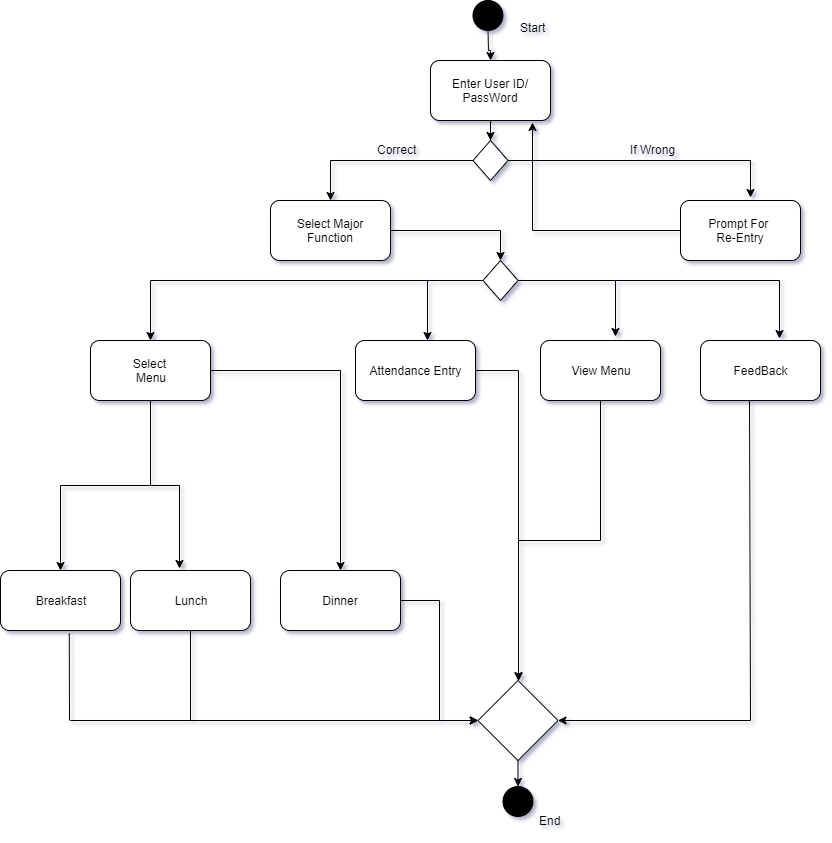 Start
Enter User ID/
PassWord
Correct
If Wrong
Select Major
Function
Prompt For
Re-Entry
Select
Menu
Attendance Entry
View Menu
FeedBack
Breakfast
Lunch
Dinner
End